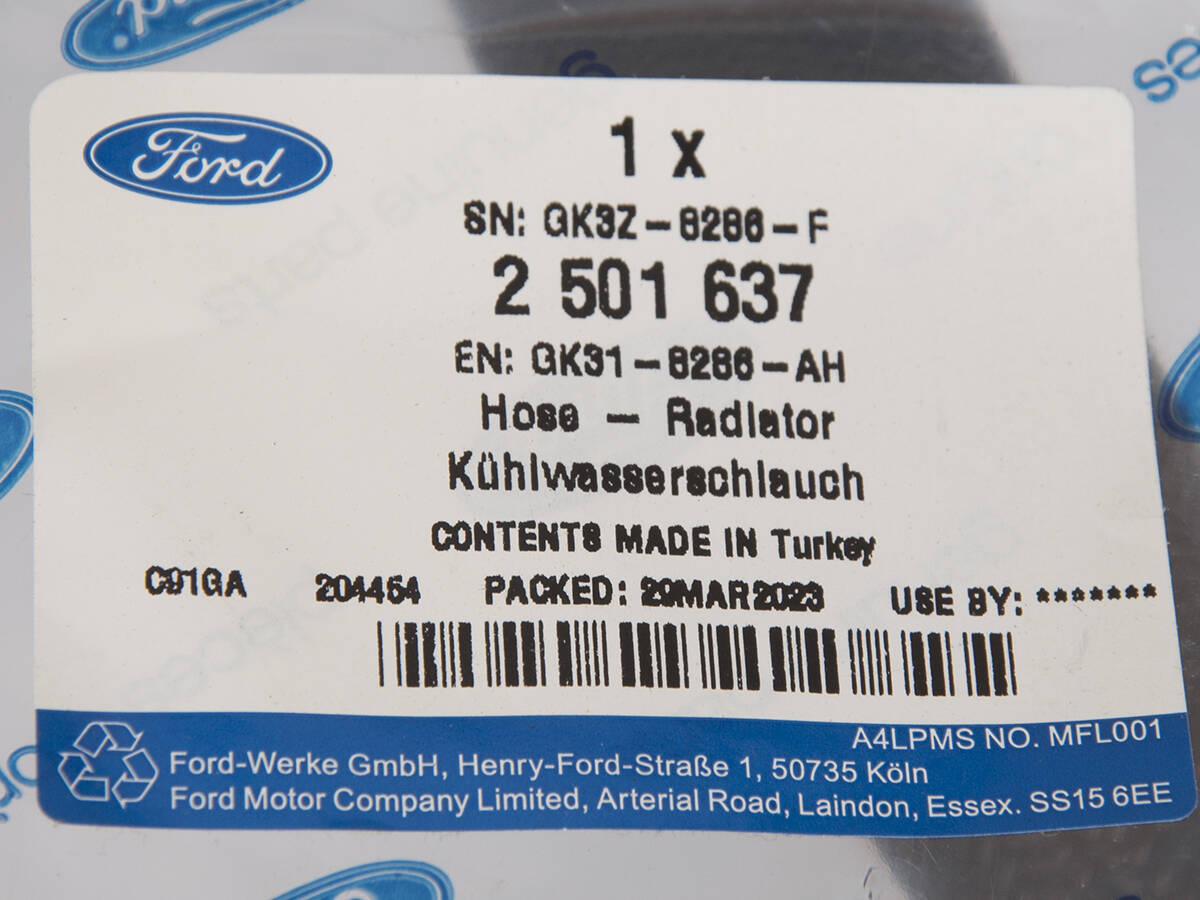 Ford
1 x
SN: GK3Z-8286-F
2 501 637
EN: GK31-8286-AH
Hose - Radiator
Kühlwasserschlauch
CONTENTS MADE IN Turkey
C91GA 204454 PACKED: 29MAR2023 USE BY: *******
A4LPMS NO. MFL001
Ford-Werke GmbH, Henry-Ford-Straße 1, 50735 Köln
Ford Motor Company Limited, Arterial Road, Laindon, Essex. SS15 6EE